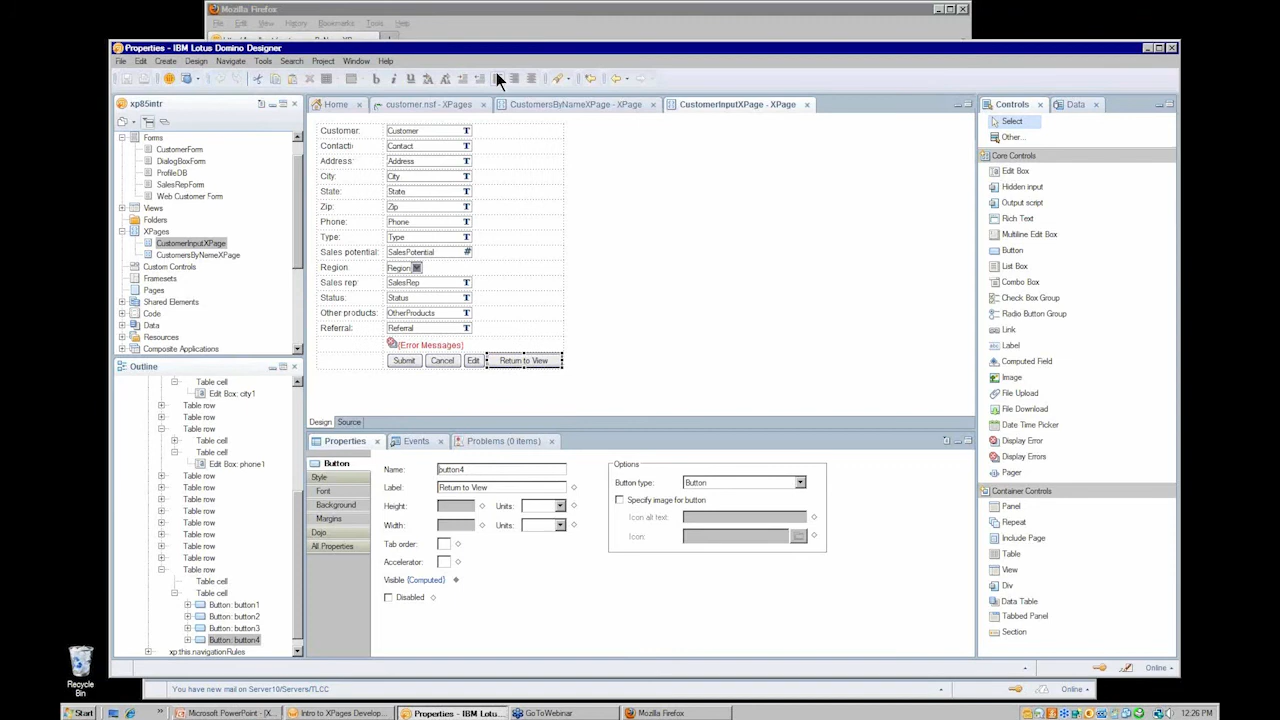 Mozilla Firefox
File Edit View History Bookmarks Tools Help
Properties - IBM Lotus Domino Designer
File Edit Create Design Navigate Tools Search Project Window Help
xp85intr
Forms
CustomerForm
DialogBoxForm
ProfileDB
SalesRepForm
Web Customer Form
Views
Folders
XPages
CustomerInputXPage
CustomersByNameXPage
Custom Controls
Framesets
Pages
Shared Elements
Code
Data
Resources
Composite Applications
Outline
Table cell
Edit Box: city1
Table row
Table row
Table row
Table cell
Table cell
Edit Box: phone1
Table row
Table row
Table row
Table row
Table row
Table row
Table row
Table row
Table cell
Table cell
Button: button1
Button: button2
Button: button3
Button: button4
xp:this.navigationRules
Home
customer.nsf - XPages
CustomersByNameXPage - XPage
CustomerInputXPage - XPage
Customer: Customer
Contact: Contact
Address: Address
City: City
State: State
Zip: Zip
Phone: Phone
Type: Type
Sales potential: SalesPotential #
Region Region
Sales rep SalesRep
Status: Status
Other products: OtherProducts
Referral: Referral
{Error Messages}
Submit Cancel Edit Return to View
Design Source
Properties Events Problems (0 items)
Button
Style
Font
Background
Margins
Dojo
All Properties
Name: button4
Label: Return to View
Height: Units:
Width: Units:
Tab order:
Accelerator:
Visible {Computed}
Disabled
Options
Button type: Button
Specify image for button
Icon alt text:
Icon:
Controls Data
Select
Other...
Core Controls
Edit Box
Hidden input
Output script
Rich Text
Multiline Edit Box
Button
List Box
Combo Box
Check Box Group
Radio Button Group
Link
Label
Computed Field
Image
File Upload
File Download
Date Time Picker
Display Error
Display Errors
Pager
Container Controls
Panel
Repeat
Include Page
Table
View
Div
Data Table
Tabbed Panel
Section
Online
You have new mail on Server10/Servers/TLCC
Online
Recycle Bin
Start
Microsoft PowerPoint - [X...
Intro to XPages Develop...
Properties - IBM Lotu...
GoToWebinar
Mozilla Firefox
12:26 PM